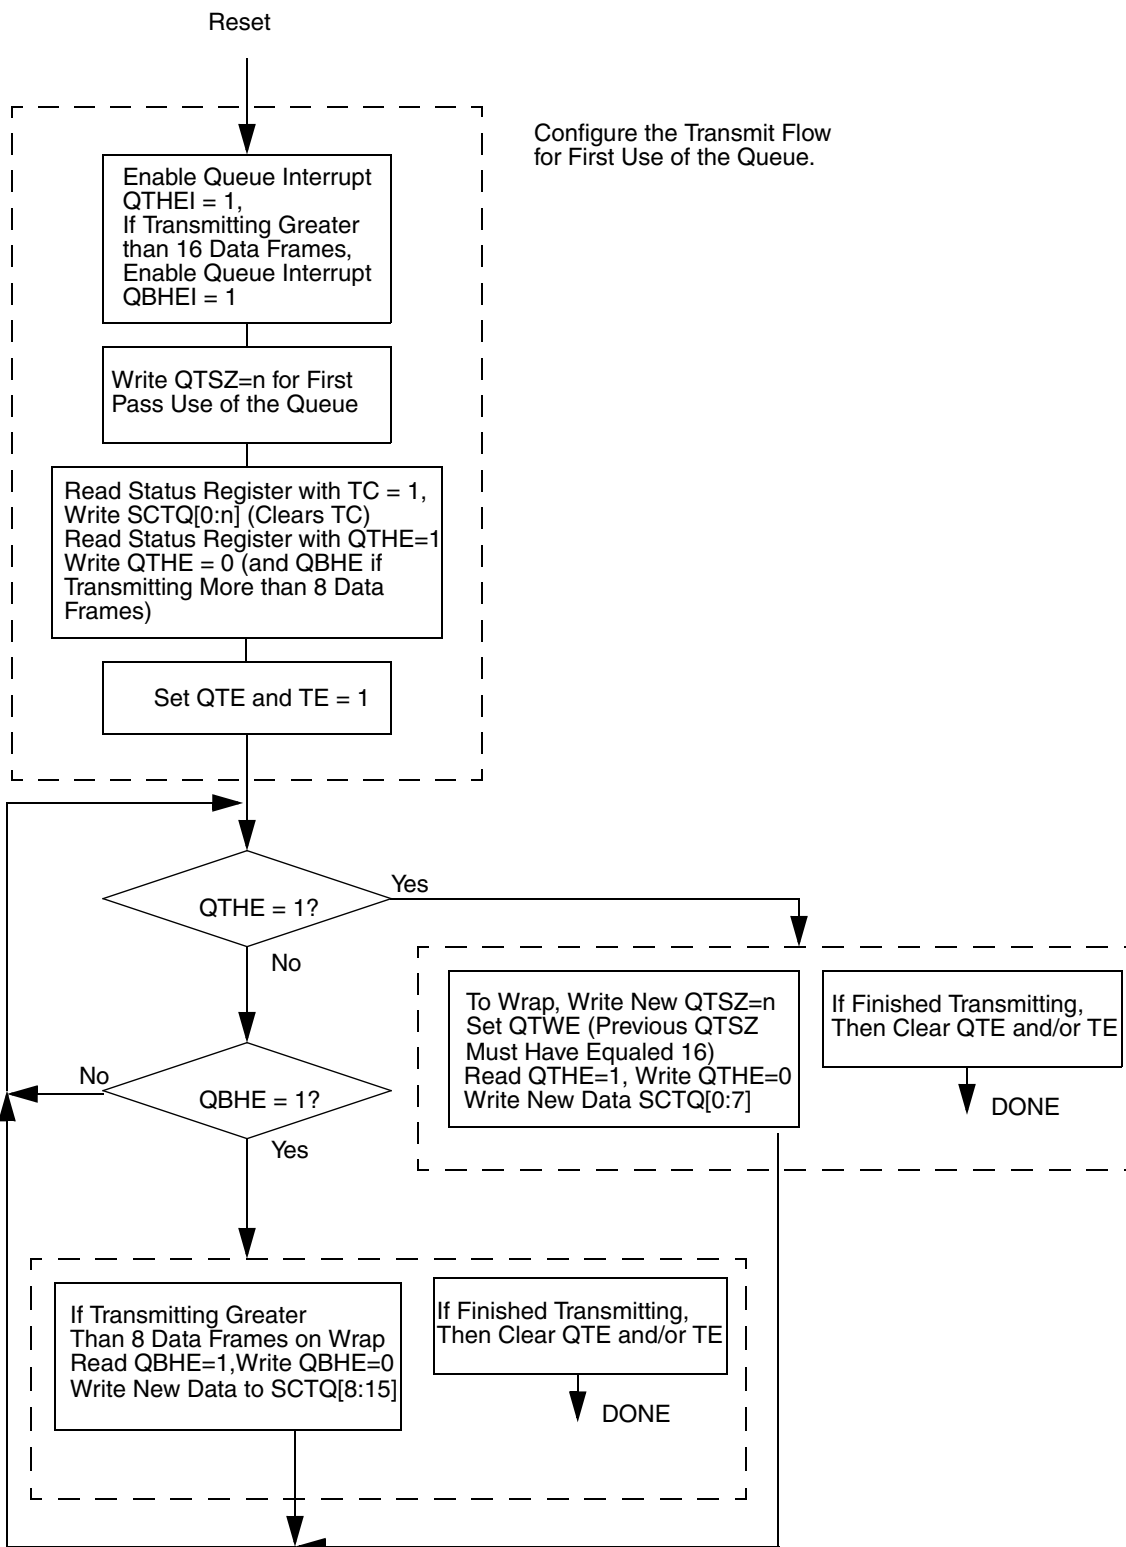 Reset
Configure the Transmit Flow
for First Use of the Queue.
Enable Queue Interrupt
QTHEI = 1,
If Transmitting Greater
than 16 Data Frames,
Enable Queue Interrupt
QBHEI = 1
Write QTSZ=n for First
Pass Use of the Queue
Read Status Register with TC = 1,
Write SCTQ[0:n] (Clears TC)
Read Status Register with QTHE=1
Write QTHE = 0 (and QBHE if
Transmitting More than 8 Data
Frames)
Set QTE and TE = 1
QTHE = 1?
Yes
No
To Wrap, Write New QTSZ=n
Set QTWE (Previous QTSZ
Must Have Equaled 16)
Read QTHE=1, Write QTHE=0
Write New Data SCTQ[0:7]
If Finished Transmitting,
Then Clear QTE and/or TE
DONE
No
QBHE = 1?
Yes
If Transmitting Greater
Than 8 Data Frames on Wrap
Read QBHE=1,Write QBHE=0
Write New Data to SCTQ[8:15]
If Finished Transmitting,
Then Clear QTE and/or TE
DONE